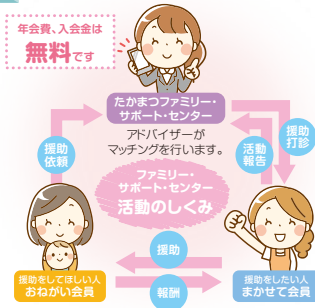 年会費、入会金は
無料です
たかまつファミリー・
サポート・センター
アドバイザーが
マッチングを行います。
援助
依頼
活動
報告
援助
打診
ファミリー・
サポート・センター
活動のしくみ
援助
報酬
援助をしてほしい人
おねがい会員
援助をしたい人
まかせて会員